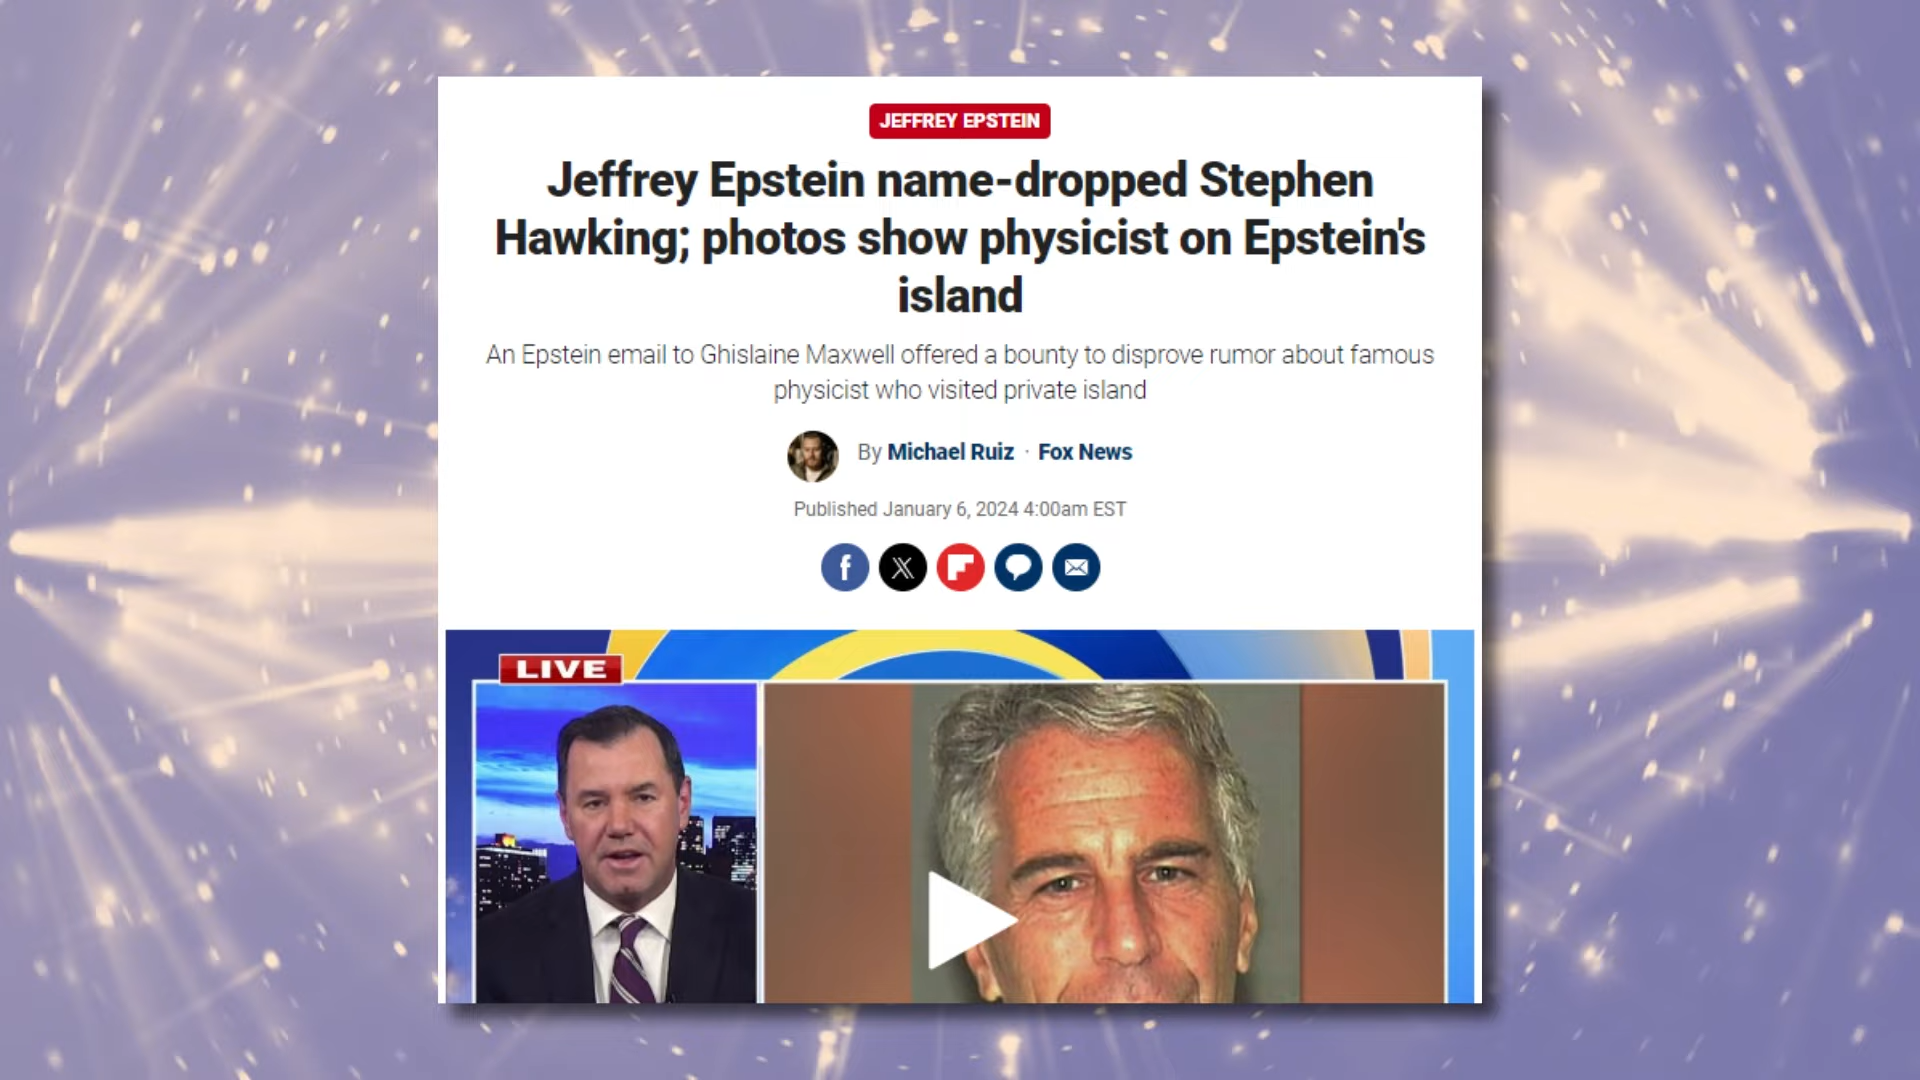 JEFFREY EPSTEIN
Jeffrey Epstein name-dropped Stephen
Hawking; photos show physicist on Epstein's
island
An Epstein email to Ghislaine Maxwell offered a bounty to disprove rumor about famous
physicist who visited private island
By Michael Ruiz · Fox News
Published January 6, 2024 4:00am EST
LIVE